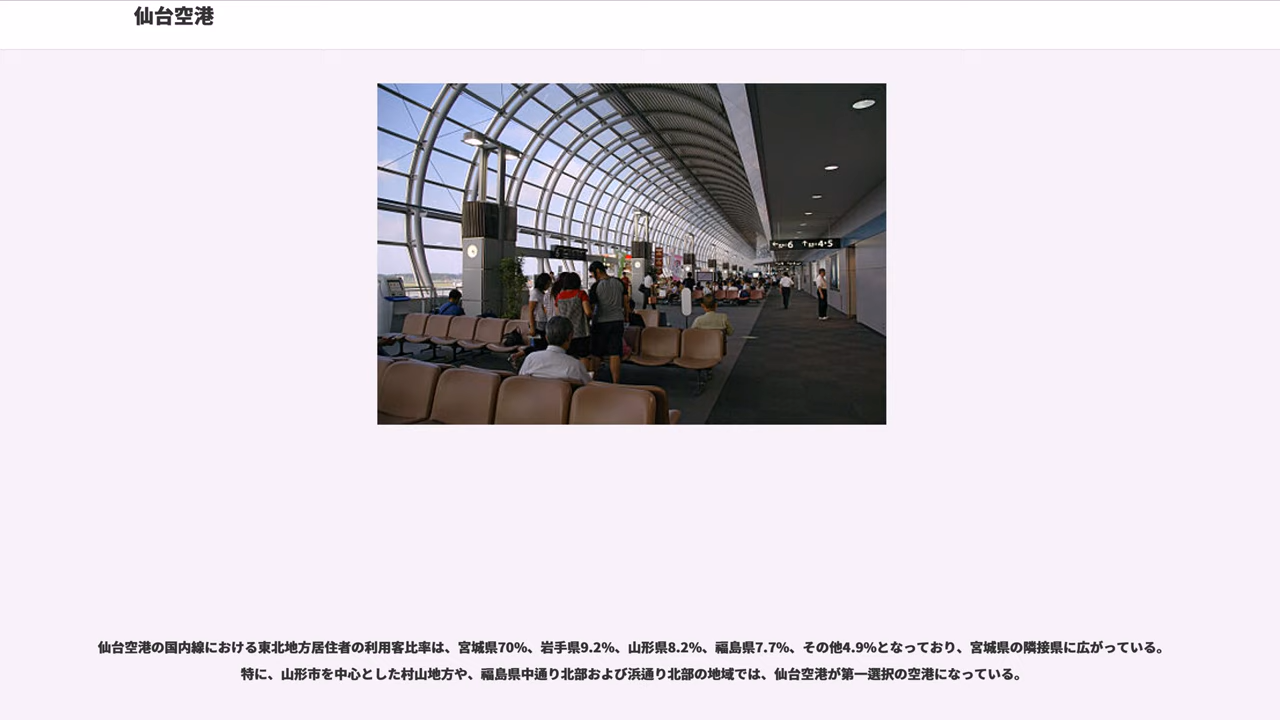 仙台空港
←6 ↑4•5
仙台空港の国内線における東北地方居住者の利用客比率は、宮城県70%、岩手県9.2%、山形県8.2%、福島県7.7%、その他4.9%となっており、宮城県の隣接県に広がっている。
特に、山形市を中心とした村山地方や、福島県中通り北部および浜通り北部の地域では、仙台空港が第一選択の空港になっている。